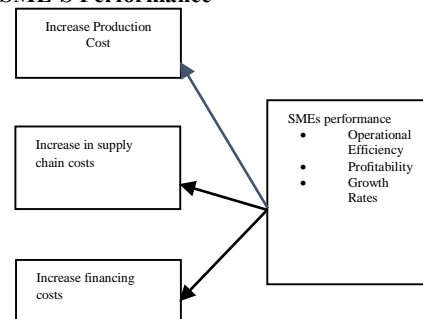 SME'S Performance
Increase Production
Cost
Increase in supply
chain costs
Increase financing
costs
SMEs performance
• Operational
Efficiency
• Profitability
• Growth
Rates